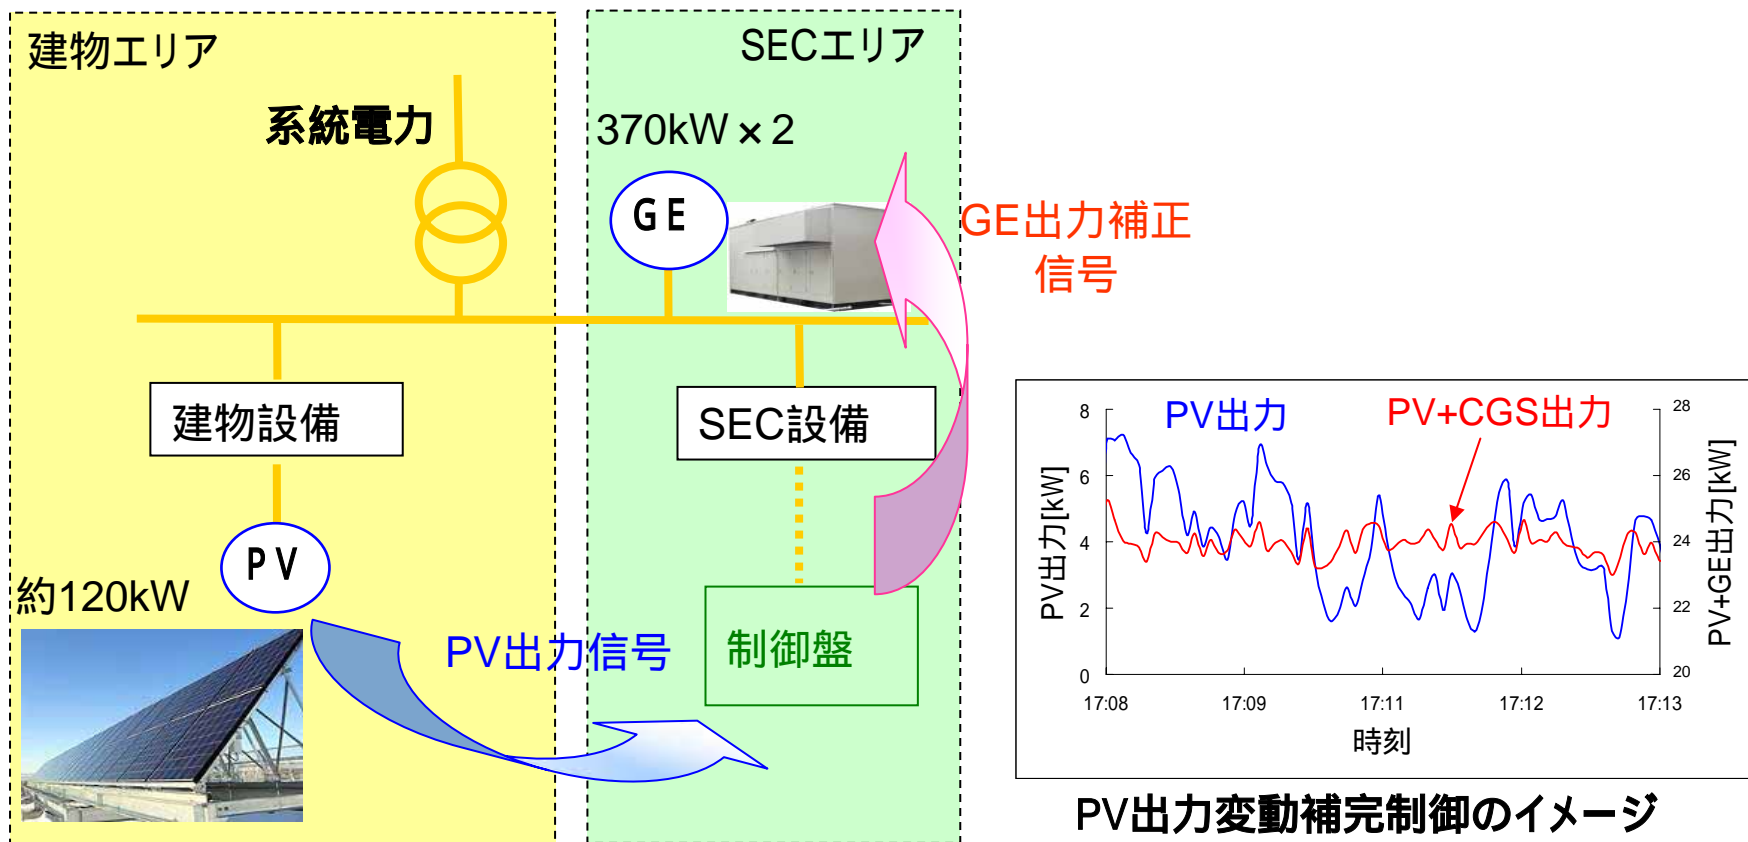 建物エリア
SECエリア
系統電力
370kW×2
GE
GE出力補正
信号
建物設備
SEC設備
PV
約120kW
PV出力信号
制御盤
PV出力
PV+CGS出力
PV出力[kW]
8
6
4
2
0
28
26
24
22
20
PV+GE出力[kW]
17:08
17:09
17:11
17:12
17:13
時刻
PV出力変動補完制御のイメージ